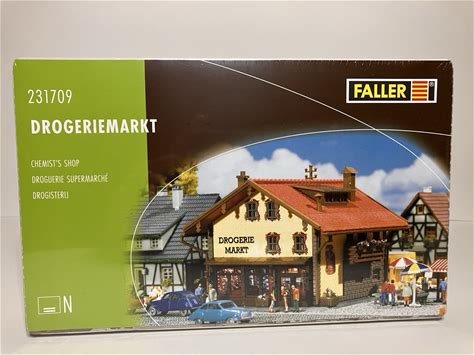 231709
FALLER
DROGERIEMARKT
CHEMIST'S SHOP
DROGUERIE SUPERMARCHÉ
DROGISTERIJ
DROGERIE
MARKT
N